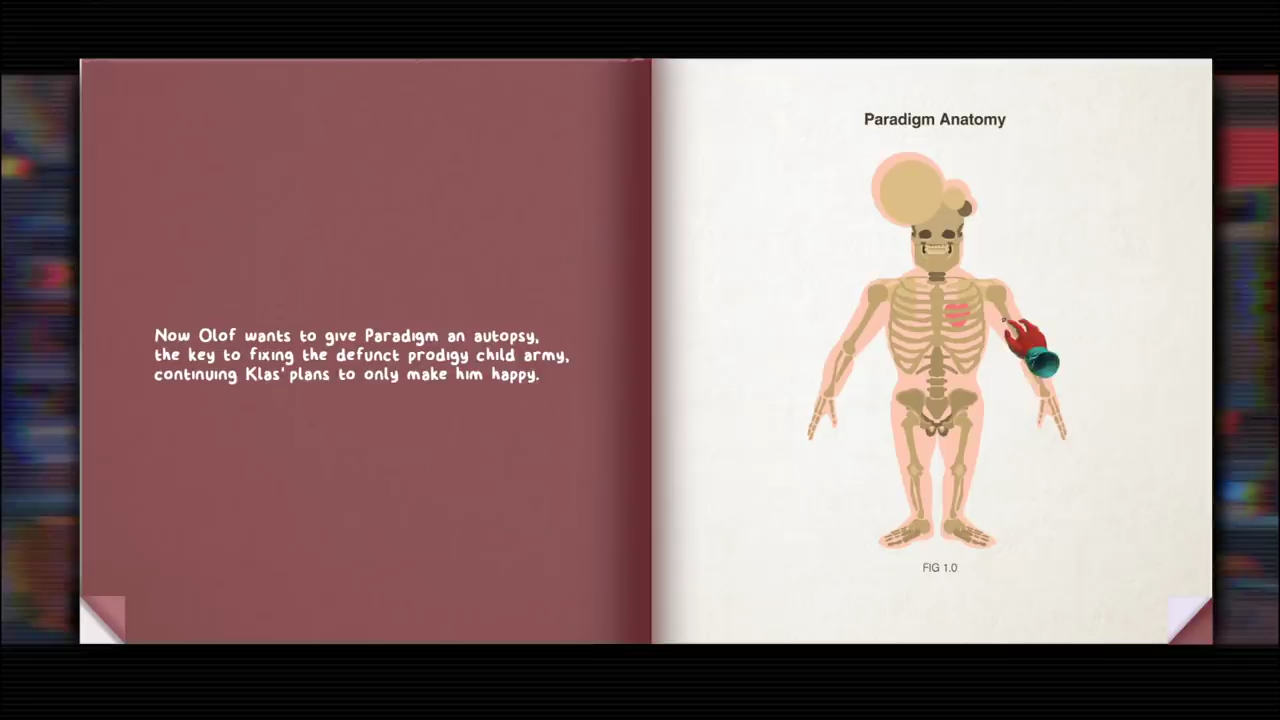 Now Olof wants to give Paradigm an autopsy,
the key to fixing the defunct prodigy child army,
continuing Klas' plans to only make him happy.
Paradigm Anatomy
FIG 1.0